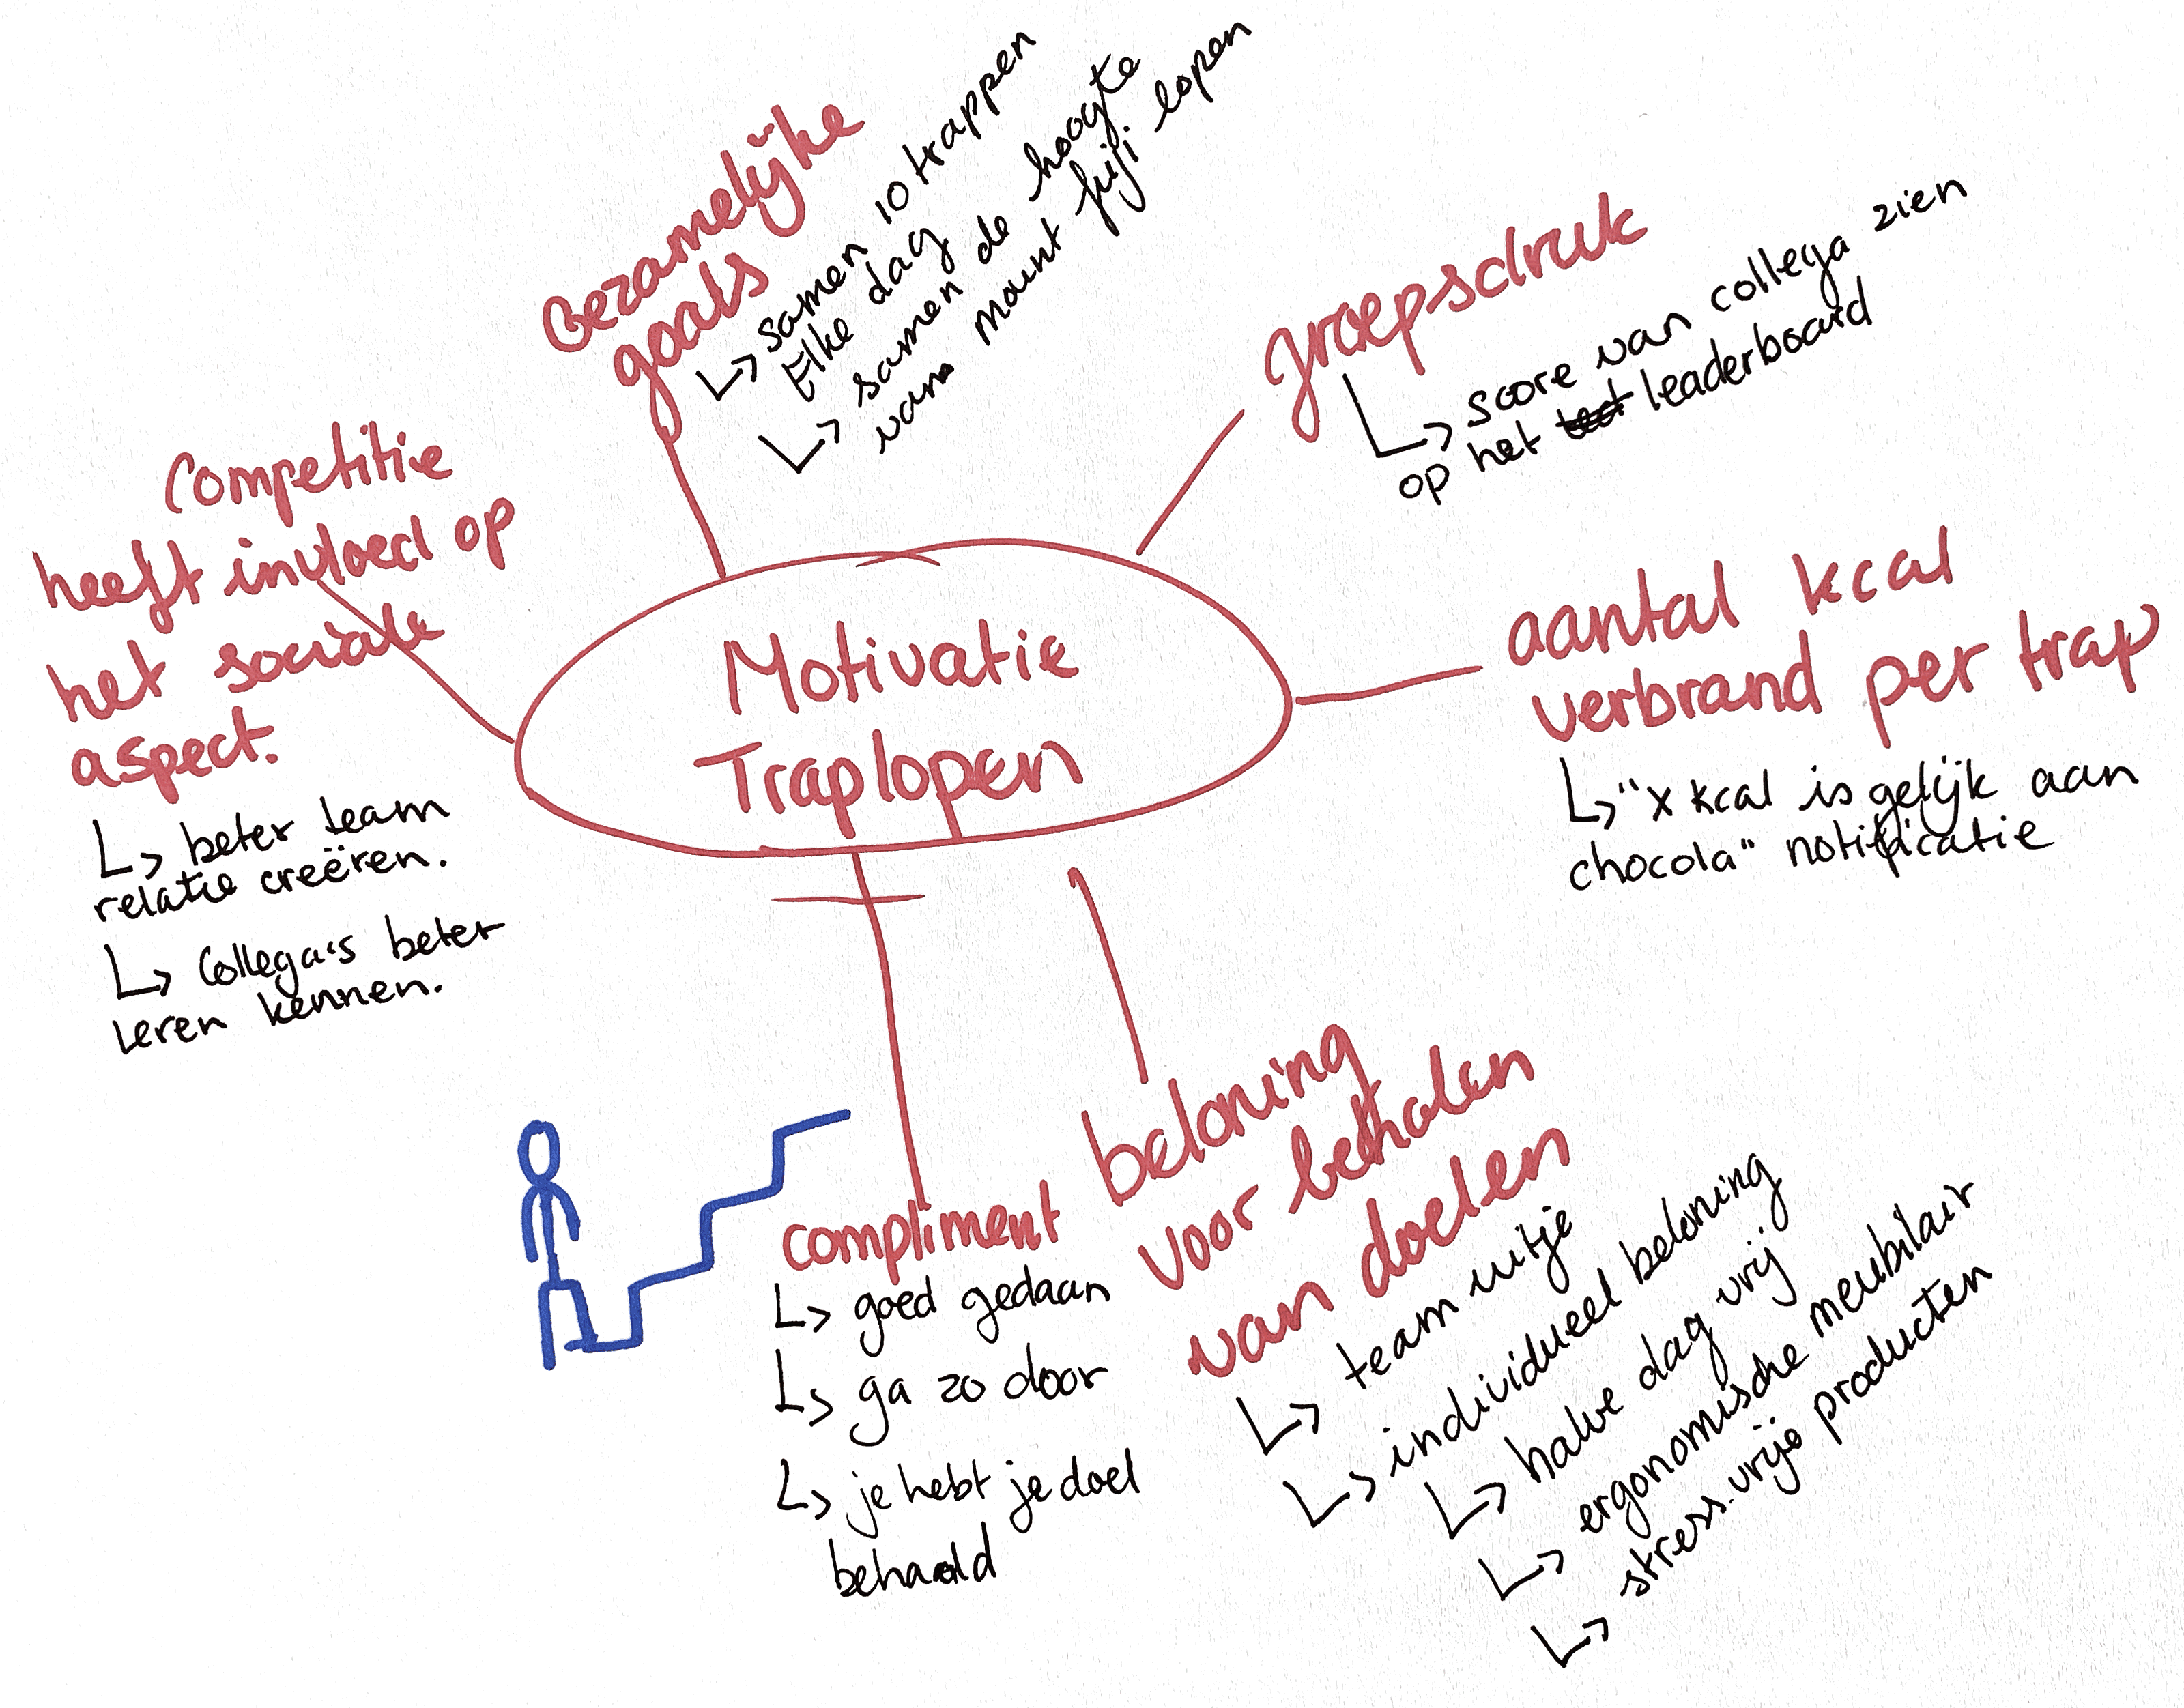 Gezamelijke
goals
↳ samen 10 trappen
Elke dag
↳ samen de hoogte
van mount fuji lopen
groepsdruk
↳ score van collega zien
op het leaderboard
Competitie
heeft invloed op
het sociale
aspect.
↳ beter team
relatie creëren.
↳ Collega's beter
leren kennen.
Motivatie
Traplopen
aantal kcal
verbrand per trap
↳ "x kcal is gelijk aan
chocola" notificatie
compliment
↳ goed gedaan
↳ ga zo door
↳ je hebt je doel
behaald
beloning
voor behalen
van doelen
↳ team uitje
↳ individueel beloning
↳ halve dag vrij
↳ ergonomische meubilair
↳ stress vrije producten